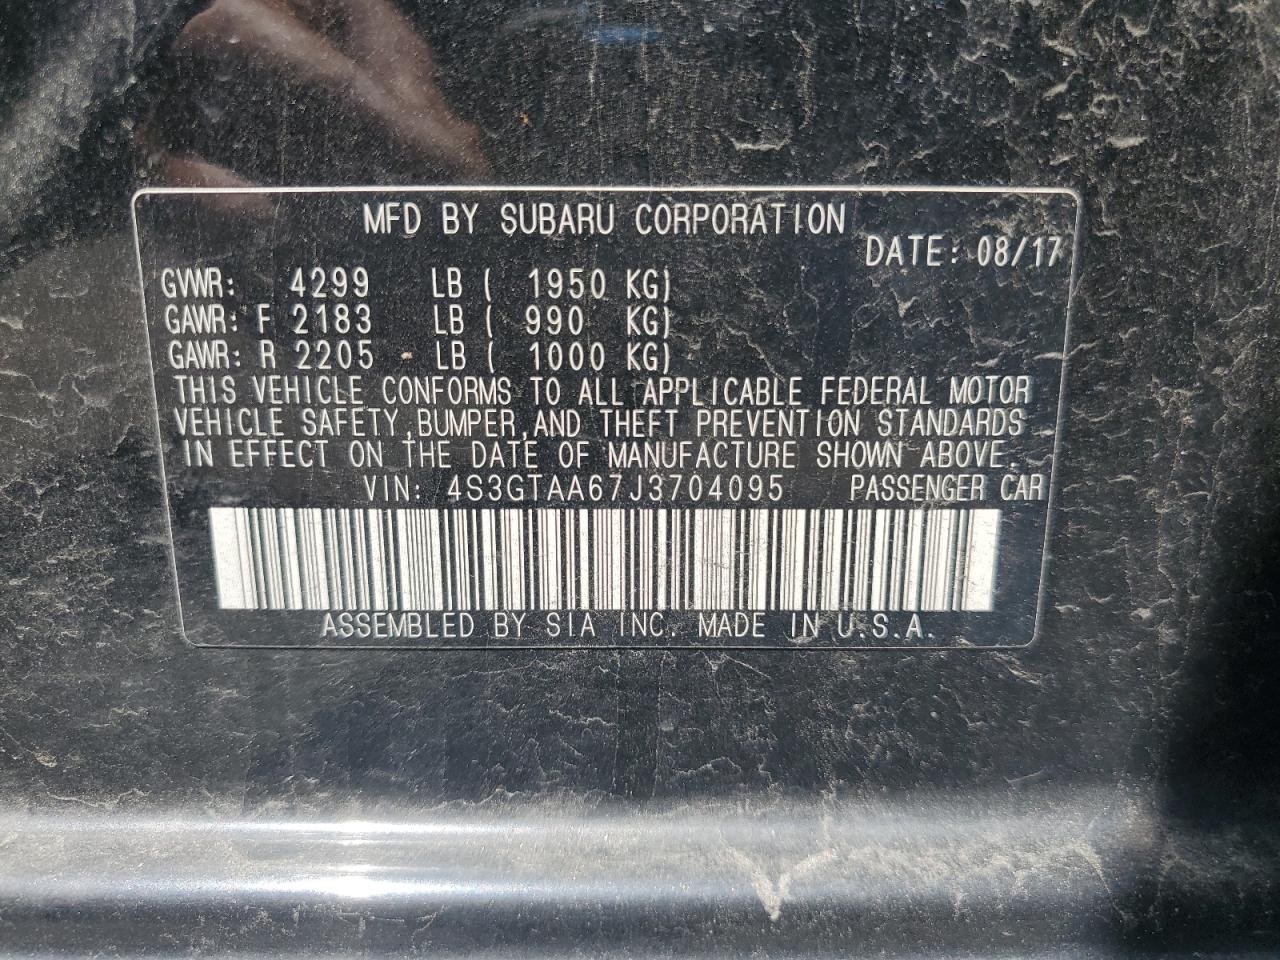 MFD BY SUBARU CORPORATION
DATE: 08/17
GVWR: 4299 LB ( 1950 KG)
GAWR: F 2183 LB ( 990 KG)
GAWR: R 2205 LB ( 1000 KG)
THIS VEHICLE CONFORMS TO ALL APPLICABLE FEDERAL MOTOR
VEHICLE SAFETY,BUMPER,AND THEFT PREVENTION STANDARDS
IN EFFECT ON THE DATE OF MANUFACTURE SHOWN ABOVE.
VIN: 4S3GTAA67J3704095 PASSENGER CAR
ASSEMBLED BY SIA INC. MADE IN U.S.A.